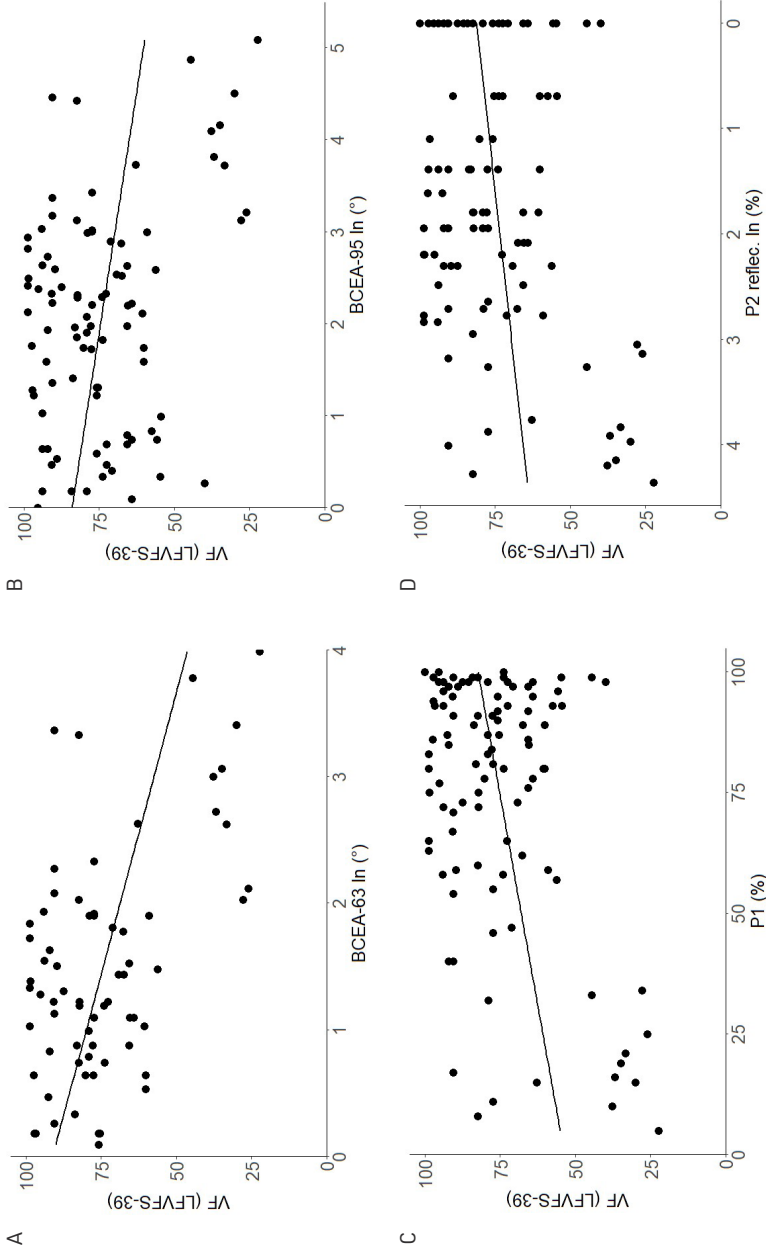 A
VF (LFVFS-39)
100
75
50
25
0
0 1 2 3 4
BCEA-63 ln (°)
B
VF (LFVFS-39)
100
75
50
25
0
0 1 2 3 4 5
BCEA-95 ln (°)
C
VF (LFVFS-39)
100
75
50
25
0
0 25 50 75 100
P1 (%)
D
VF (LFVFS-39)
100
75
50
25
0
4 3 2 1 0
P2 reflec. ln (%)